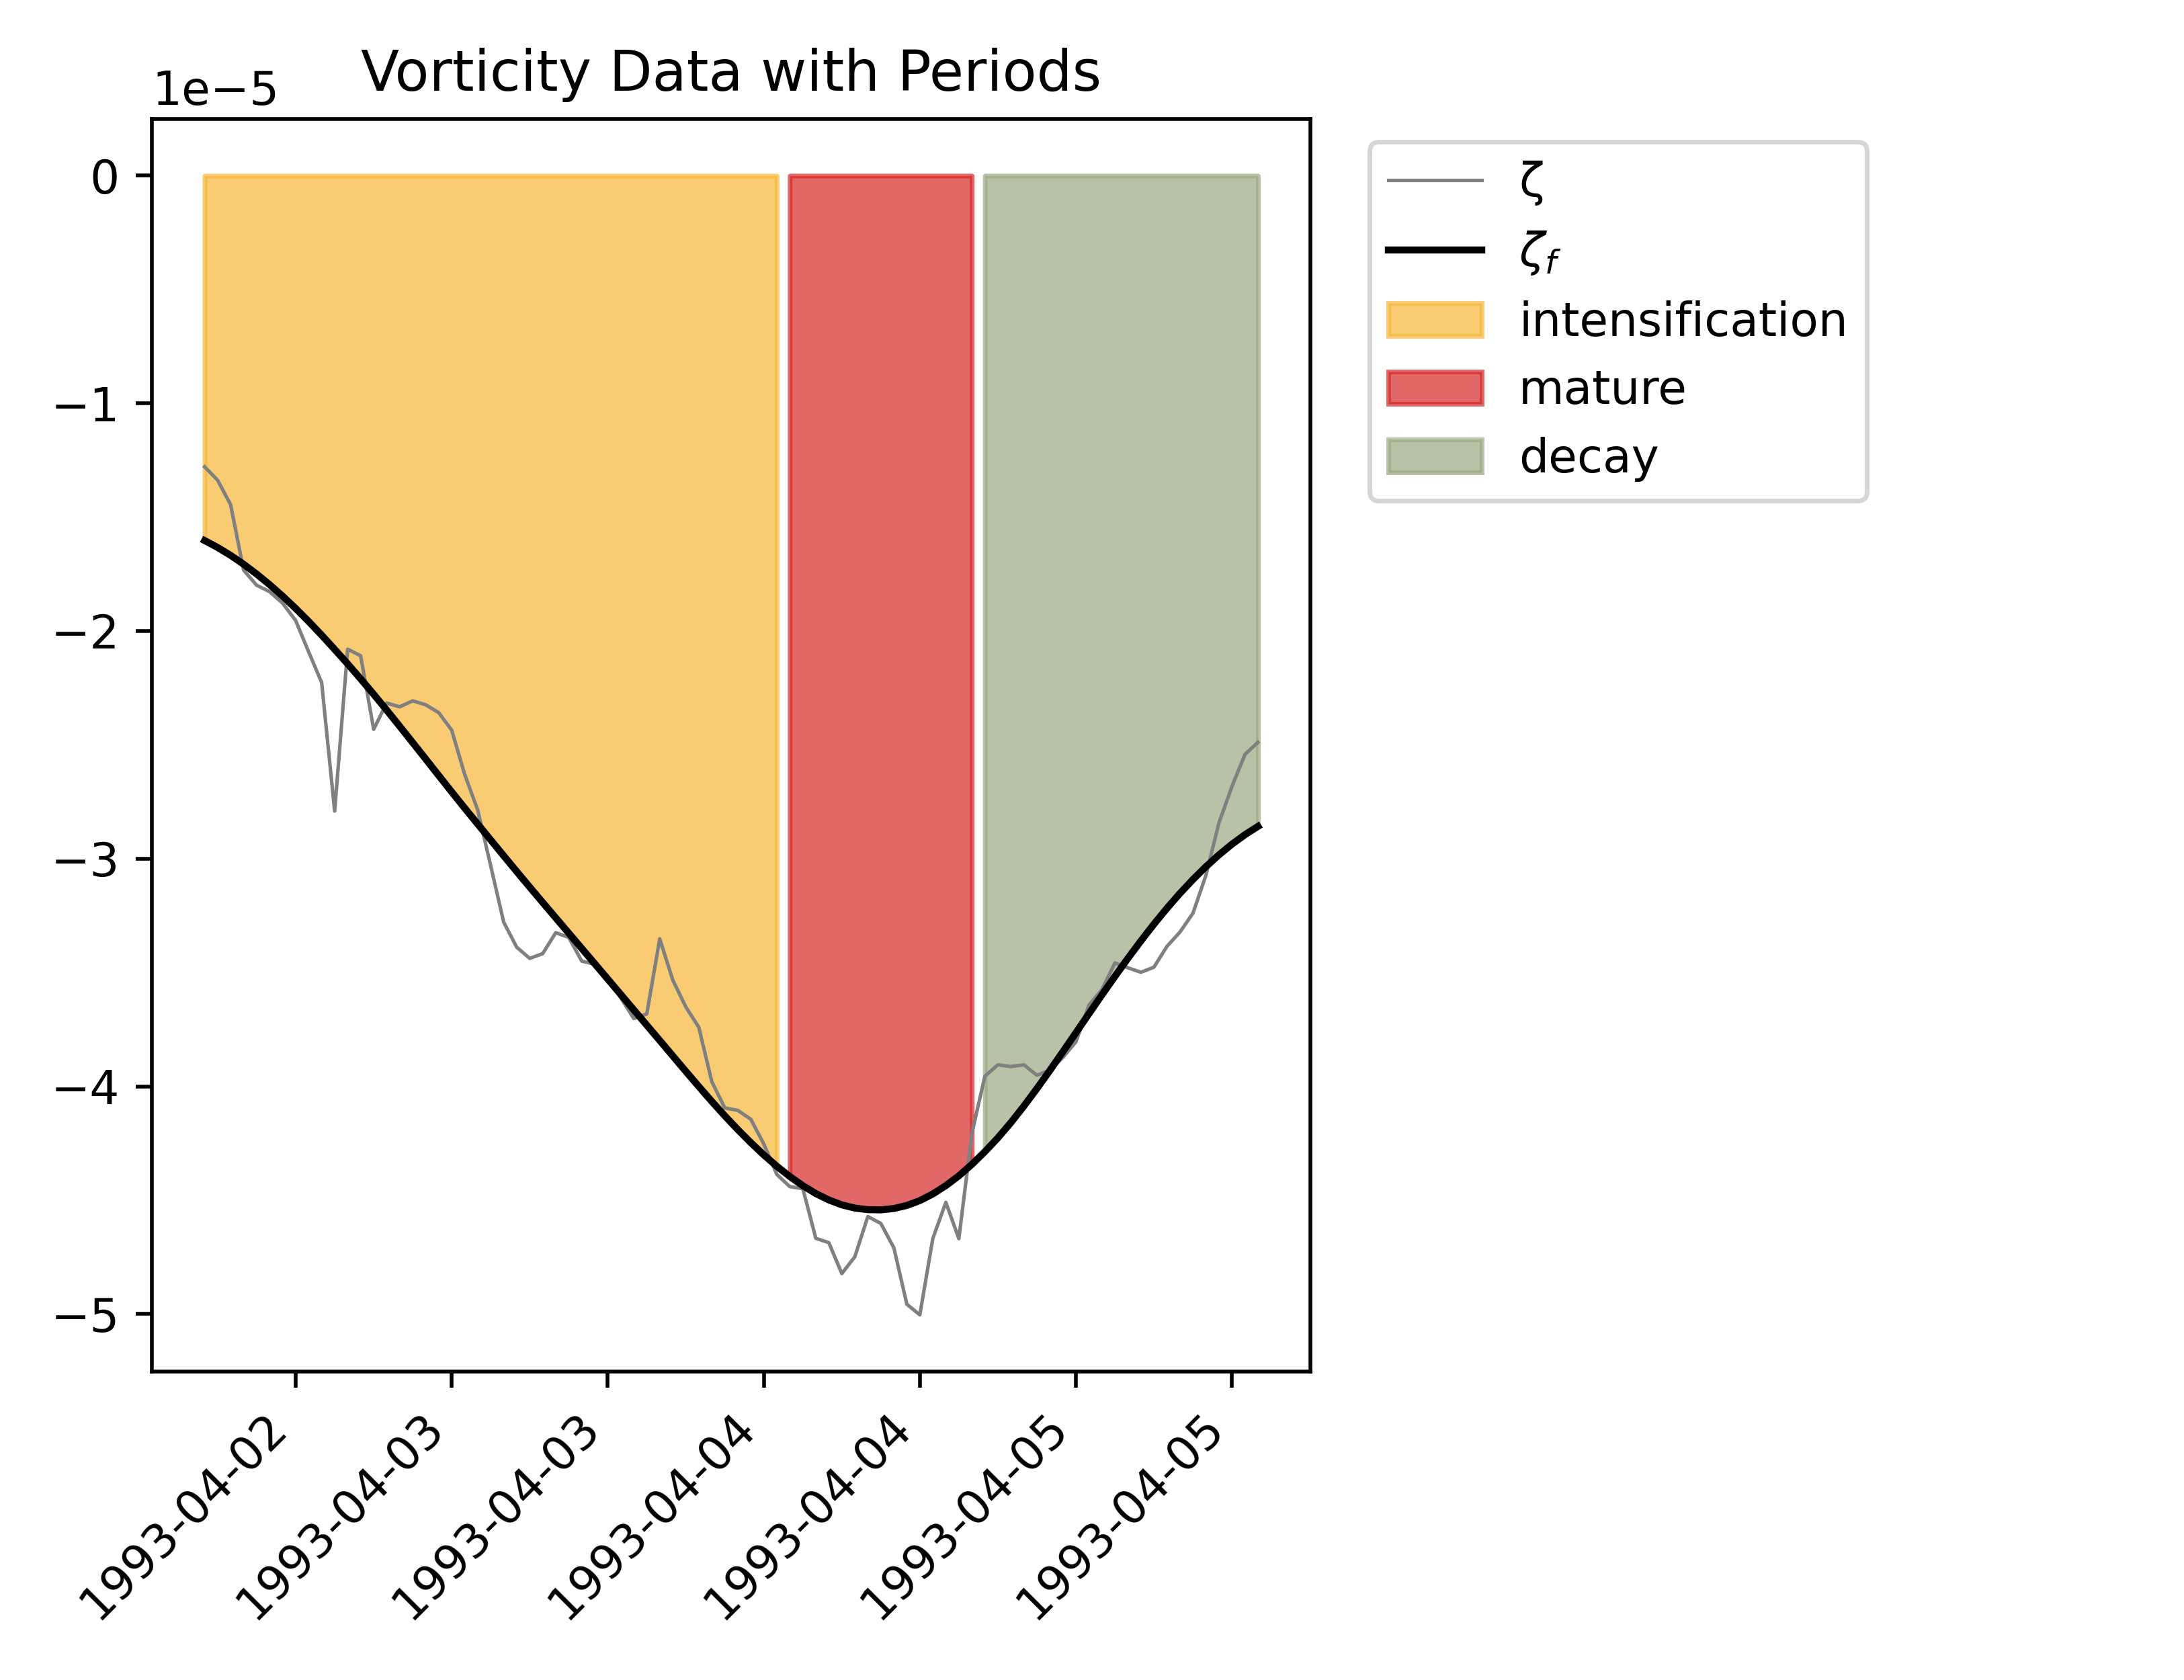 Vorticity Data with Periods
1e−5
0
−1
−2
−3
−4
−5
1993-04-02
1993-04-03
1993-04-03
1993-04-04
1993-04-04
1993-04-05
1993-04-05
ζ
ζf
intensification
mature
decay